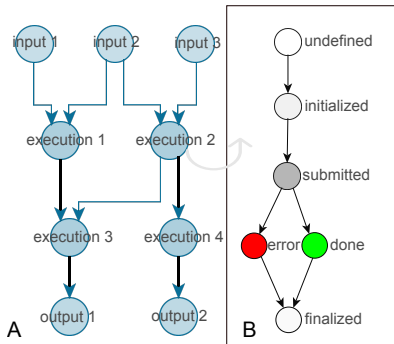 input 1
input 2
input 3
execution 1
execution 2
execution 3
execution 4
output 1
output 2
A
undefined
initialized
submitted
error
done
finalized
B